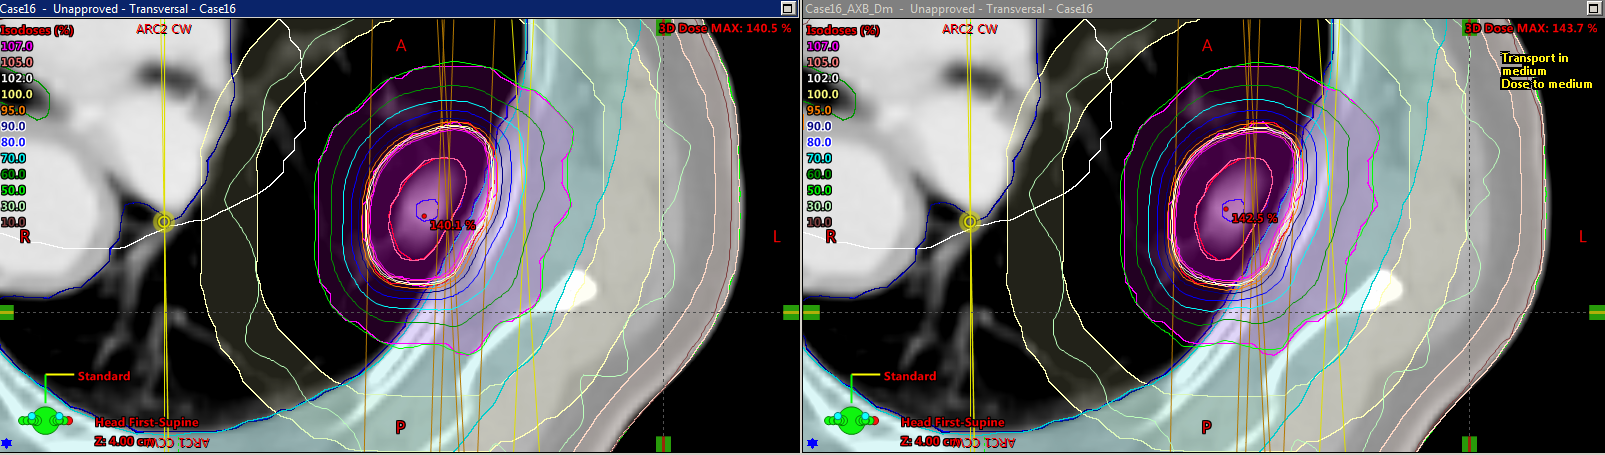 Case16 - Unapproved - Transversal - Case16
Isodoses (%)
ARC2 CW
3D Dose MAX: 140.5 %
A
107.0
105.0
102.0
100.0
95.0
90.0
80.0
70.0
60.0
50.0
30.0
10.0
140.1 %
R
L
Standard
Head First-Supine
P
Z: 4.00 cm
ARC1 CCW
Case16_AXB_Dm - Unapproved - Transversal - Case16
Isodoses (%)
ARC2 CW
3D Dose MAX: 143.7 %
A
Transport in
medium
Dose to medium
107.0
105.0
102.0
100.0
95.0
90.0
80.0
70.0
60.0
50.0
30.0
10.0
142.5 %
R
L
Standard
Head First-Supine
P
Z: 4.00 cm
ARC1 CCW